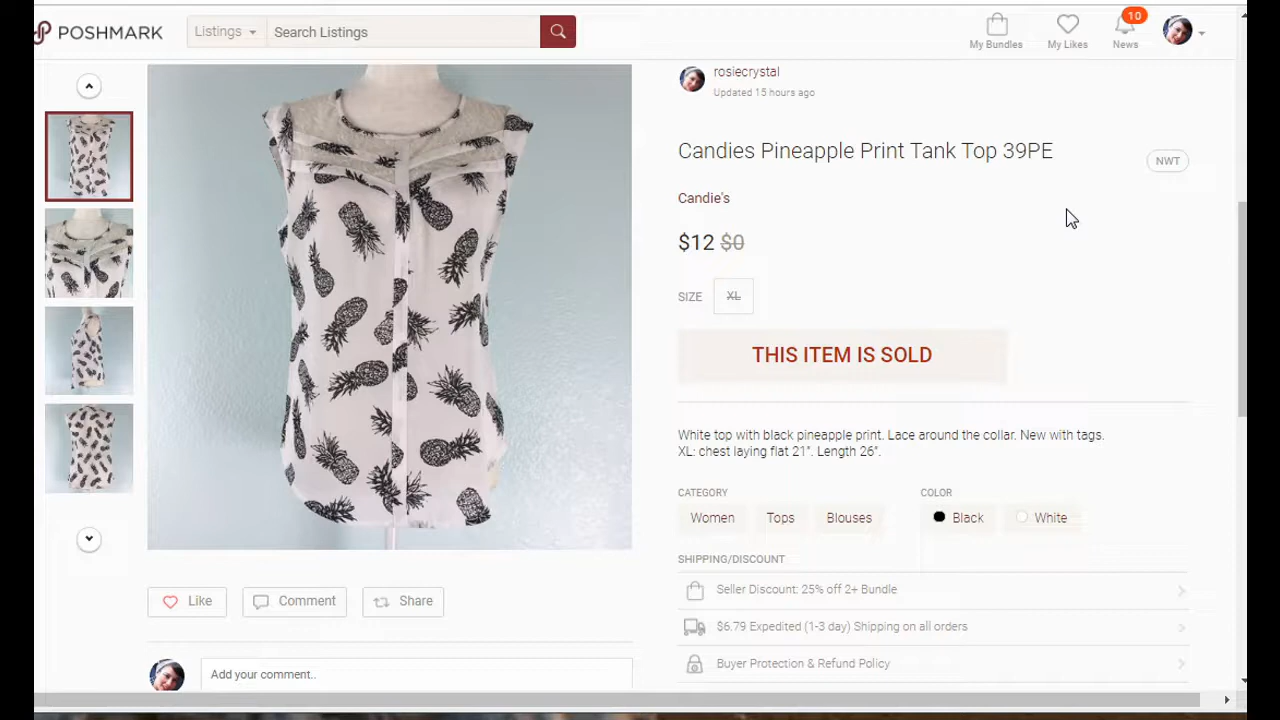 POSHMARK
Listings
Search Listings
My Bundles
My Likes
10
News
rosiecrystal
Updated 15 hours ago
Candies Pineapple Print Tank Top 39PE
NWT
Candie's
$12 $0
SIZE XL
THIS ITEM IS SOLD
White top with black pineapple print. Lace around the collar. New with tags.
XL: chest laying flat 21”. Length 26”.
CATEGORY
Women Tops Blouses
COLOR
Black White
SHIPPING/DISCOUNT
Seller Discount: 25% off 2+ Bundle
$6.79 Expedited (1-3 day) Shipping on all orders
Buyer Protection & Refund Policy
Like Comment Share
Add your comment..